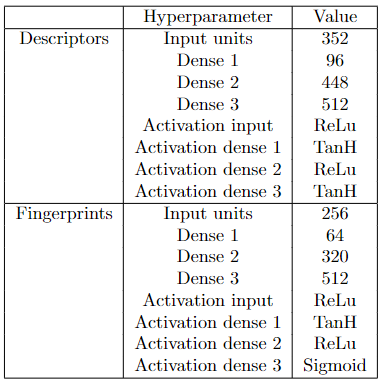 Hyperparameter Value
Descriptors Input units 352
Dense 1 96
Dense 2 448
Dense 3 512
Activation input ReLu
Activation dense 1 TanH
Activation dense 2 ReLu
Activation dense 3 TanH
Fingerprints Input units 256
Dense 1 64
Dense 2 320
Dense 3 512
Activation input ReLu
Activation dense 1 TanH
Activation dense 2 ReLu
Activation dense 3 Sigmoid